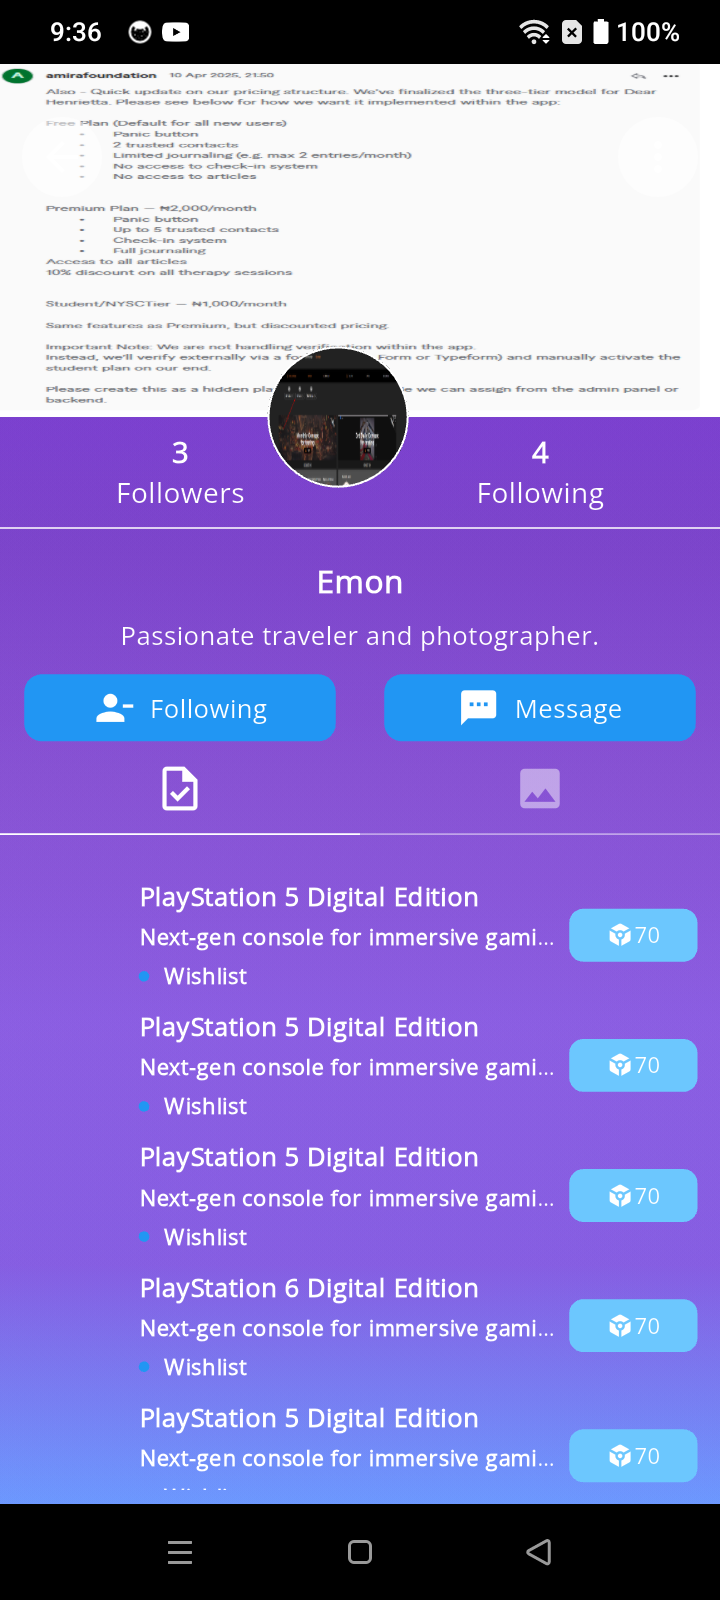 9:36
100%
A amirafoundation 10 Apr 2025, 21:50
Also - Quick update on our pricing structure. We've finalized the three-tier model for Dear
Henrietta. Please see below for how we want it implemented within the app:
Free Plan (Default for all new users)
- Panic button
- 2 trusted contacts
- Limited journaling (e.g. max 2 entries/month)
- No access to check-in system
- No access to articles
Premium Plan — ₦2,000/month
- Panic button
- Up to 5 trusted contacts
- Check-in system
- Full journaling
Access to all articles
10% discount on all therapy sessions
Student/NYSCTier — ₦1,000/month
Same features as Premium, but discounted pricing.
Important Note: We are not handling verification within the app.
Instead, we'll verify externally via a Form or Typeform) and manually activate the
student plan on our end.
Please create this as a hidden we can assign from the admin panel or
backend.
3
Followers
4
Following
Emon
Passionate traveler and photographer.
Following
Message
PlayStation 5 Digital Edition
Next-gen console for immersive gami...
70
Wishlist
PlayStation 5 Digital Edition
Next-gen console for immersive gami...
70
Wishlist
PlayStation 5 Digital Edition
Next-gen console for immersive gami...
70
Wishlist
PlayStation 6 Digital Edition
Next-gen console for immersive gami...
70
Wishlist
PlayStation 5 Digital Edition
Next-gen console for immersive gami...
70